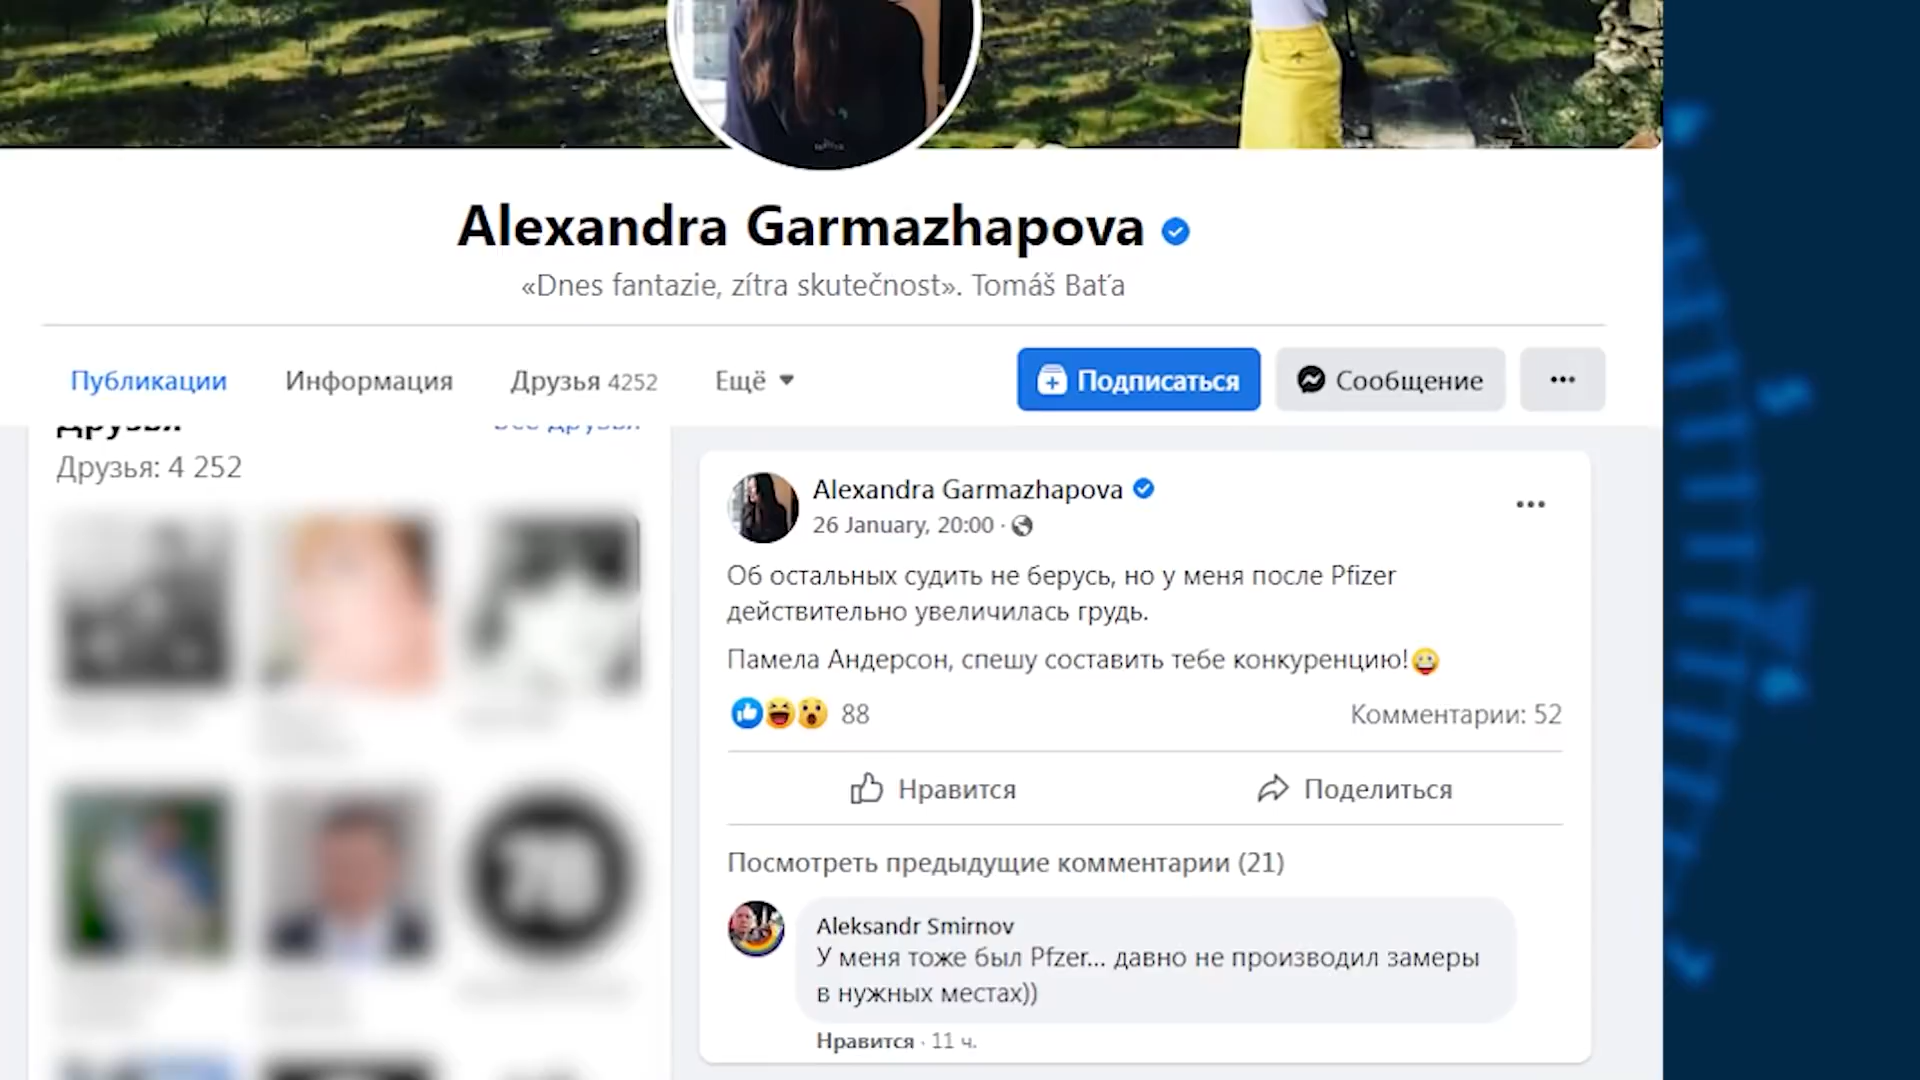 Alexandra Garmazhapova
«Dnes fantazie, zítra skutečnost». Tomáš Baťa
Публикации Информация Друзья 4252 Ещё Подписаться Сообщение
Друзья Все друзья
Друзья: 4 252
Alexandra Garmazhapova
26 January, 20:00 ·
Об остальных судить не берусь, но у меня после Pfizer
действительно увеличилась грудь.
Памела Андерсон, спешу составить тебе конкуренцию!😀
88 Комментарии: 52
Нравится Поделиться
Посмотреть предыдущие комментарии (21)
Aleksandr Smirnov
У меня тоже был Pfzer... давно не производил замеры
в нужных местах))
Нравится · 11 ч.